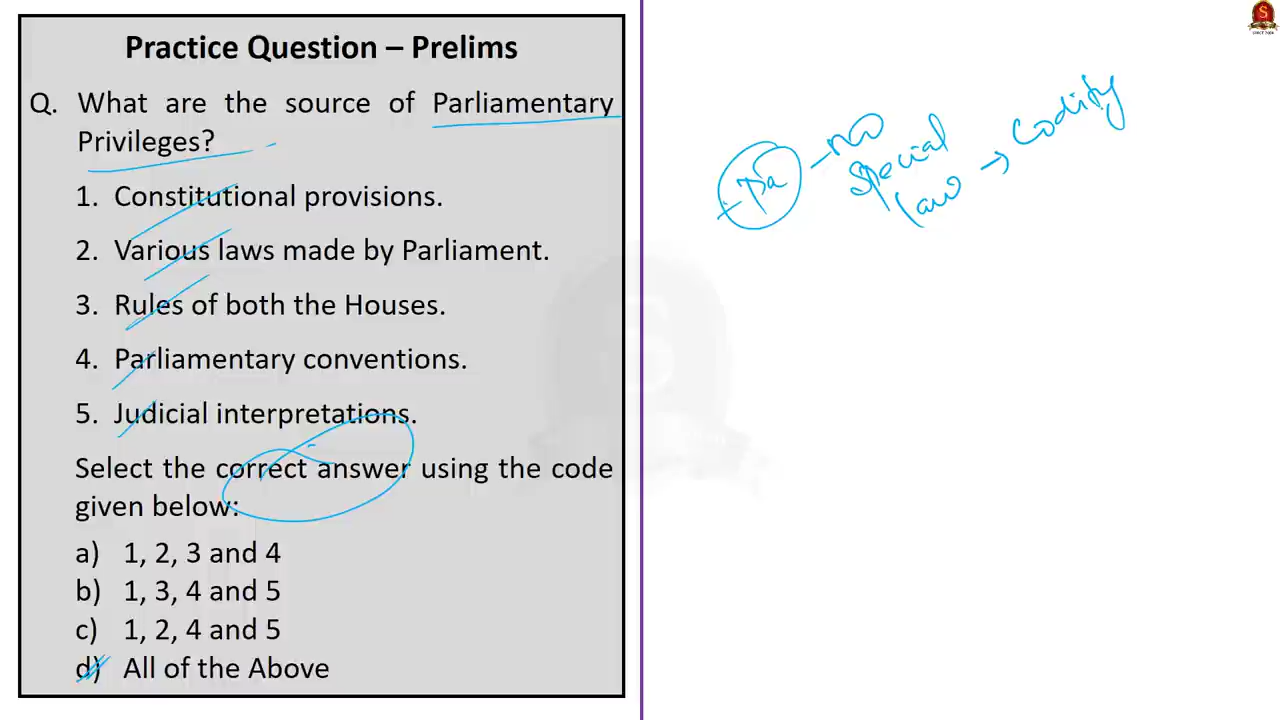 Practice Question – Prelims
Q. What are the source of Parliamentary
Privileges?
1. Constitutional provisions.
2. Various laws made by Parliament.
3. Rules of both the Houses.
4. Parliamentary conventions.
5. Judicial interpretations.
Select the correct answer using the code
given below:
a) 1, 2, 3 and 4
b) 1, 3, 4 and 5
c) 1, 2, 4 and 5
d) All of the Above
no
special
law → codify
S